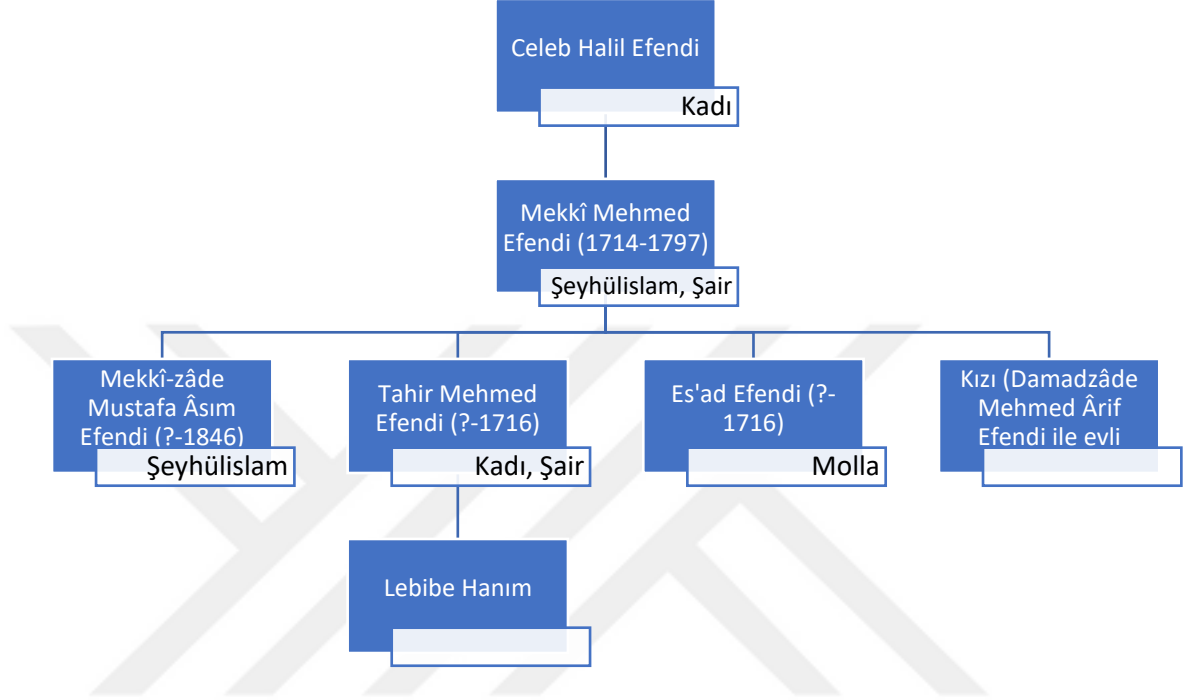 Celeb Halil Efendi
Kadı
Mekkî Mehmed
Efendi (1714-1797)
Şeyhülislam, Şair
Mekkî-zâde
Mustafa Âsım
Efendi (?-1846)
Şeyhülislam
Tahir Mehmed
Efendi (?-1716)
Kadı, Şair
Es'ad Efendi (?-
1716)
Molla
Kızı (Damadzâde
Mehmed Ârif
Efendi ile evli
Lebibe Hanım